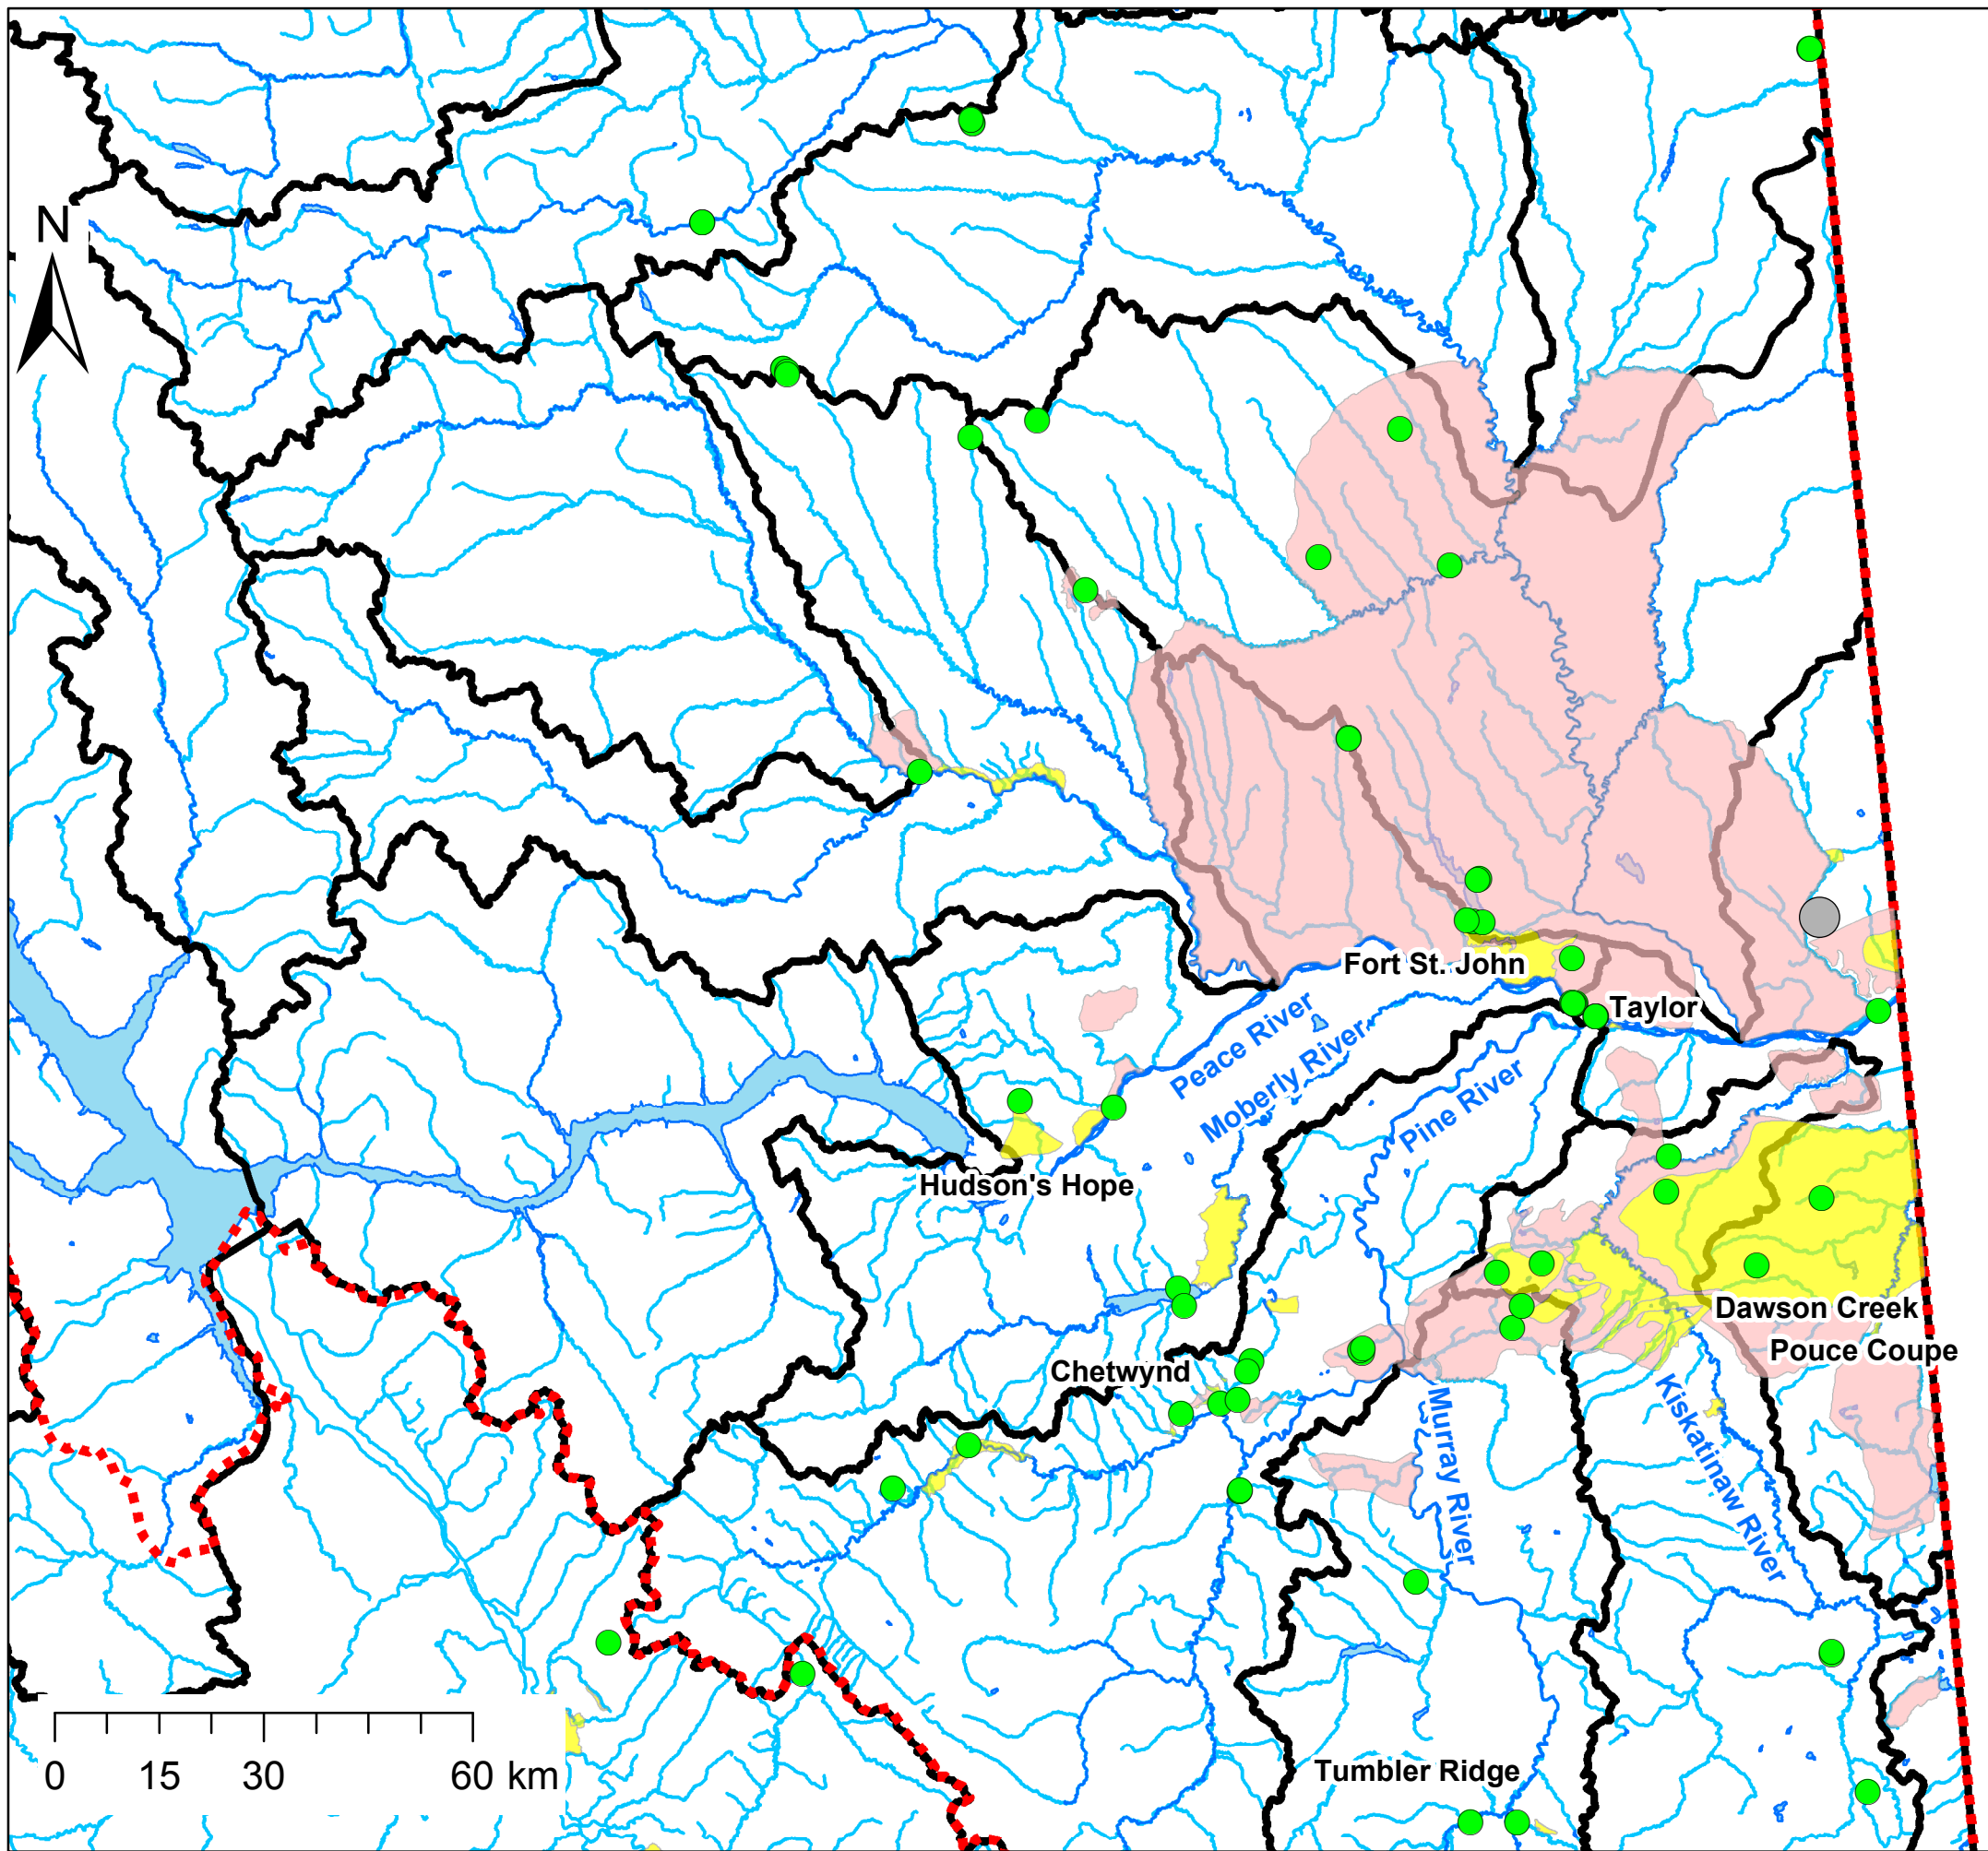 N
Fort St. John
Taylor
Peace River
Moberly River
Pine River
Hudson's Hope
Dawson Creek
Pouce Coupe
Chetwynd
Murray River
Kiskatinaw River
Tumbler Ridge
0 15 30 60 km